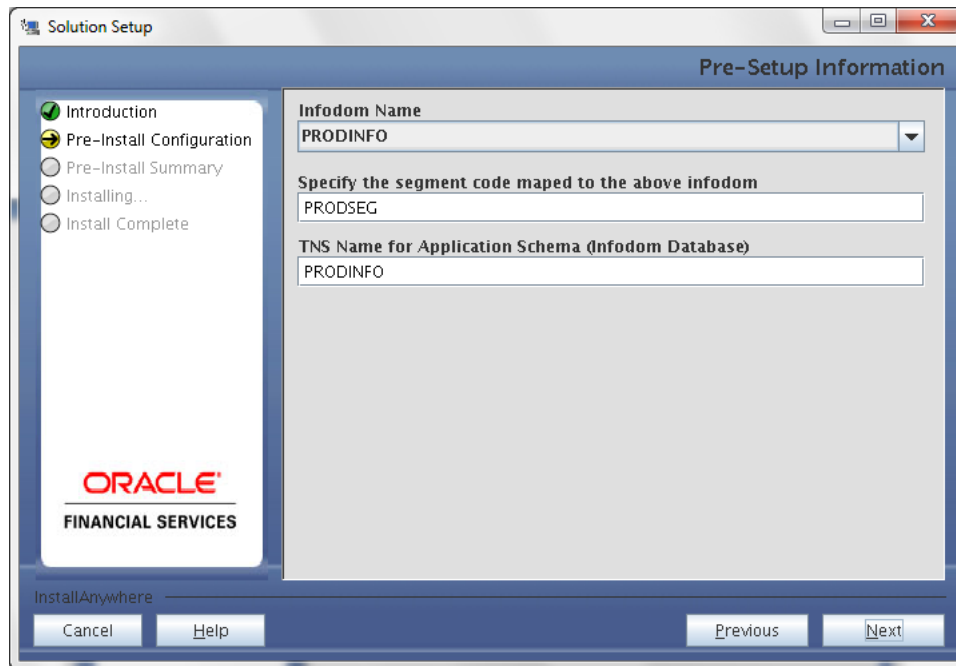 Solution Setup
Pre-Setup Information
Introduction
Pre-Install Configuration
Pre-Install Summary
Installing...
Install Complete
ORACLE
FINANCIAL SERVICES
Infodom Name
PRODINFO
Specify the segment code maped to the above infodom
PRODSEG
TNS Name for Application Schema (Infodom Database)
PRODINFO
InstallAnywhere
Cancel
Help
Previous
Next